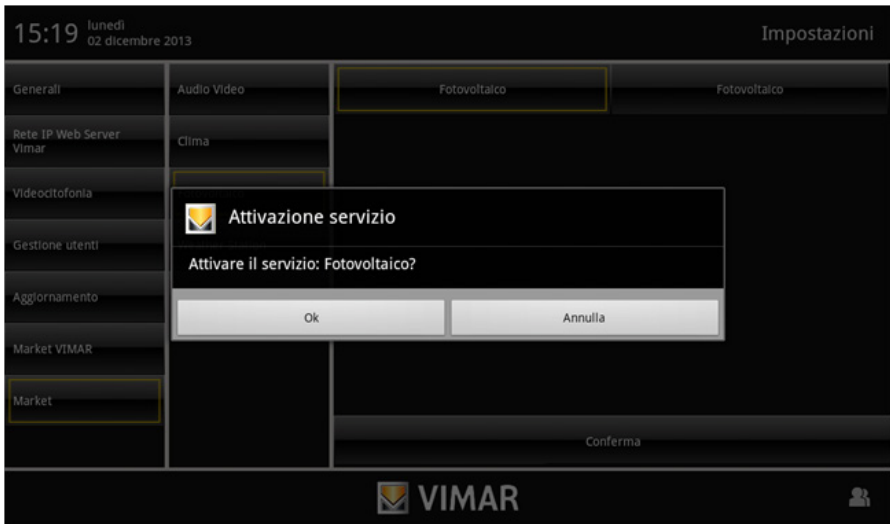 15:19 lunedì
02 dicembre 2013
Impostazioni
Generali
Audio Video
Fotovoltaico
Fotovoltaico
Rete IP Web Server
Vimar
Clima
Videocitofonia
Attivazione servizio
Gestione utenti
Attivare il servizio: Fotovoltaico?
Aggiornamento
Ok
Annulla
Market VIMAR
Market
Conferma
VIMAR